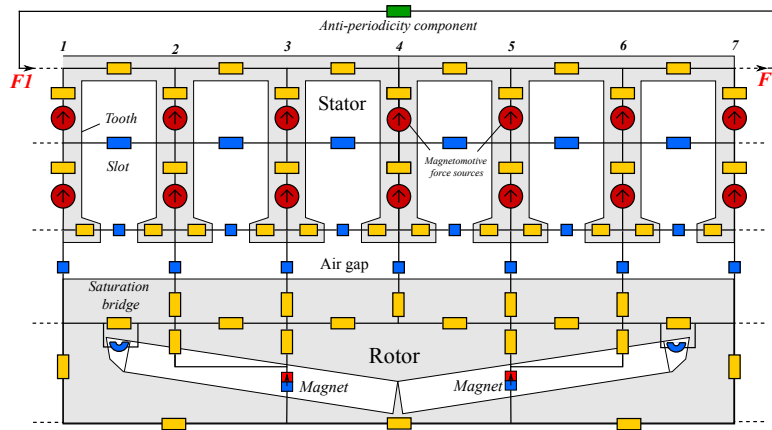 Anti-periodicity component
1 2 3 4 5 6 7
F1
F
Tooth
Stator
Slot
Magnetomotive
force sources
Air gap
Saturation
bridge
Rotor
Magnet
Magnet